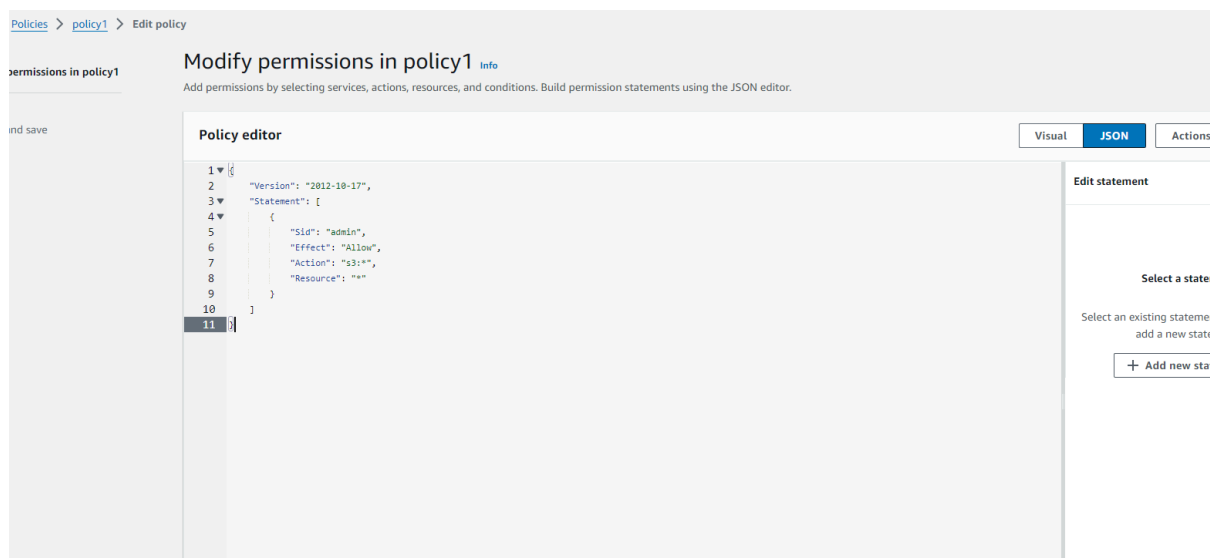 Policies > policy1 > Edit policy
permissions in policy1
and save
Modify permissions in policy1 Info
Add permissions by selecting services, actions, resources, and conditions. Build permission statements using the JSON editor.
Policy editor
Visual JSON Actions
1 {
2 "Version": "2012-10-17",
3 "Statement": [
4 {
5 "Sid": "admin",
6 "Effect": "Allow",
7 "Action": "s3:*",
8 "Resource": "*"
9 }
10 ]
11 }
Edit statement
Select a state
Select an existing stateme
add a new state
+ Add new sta